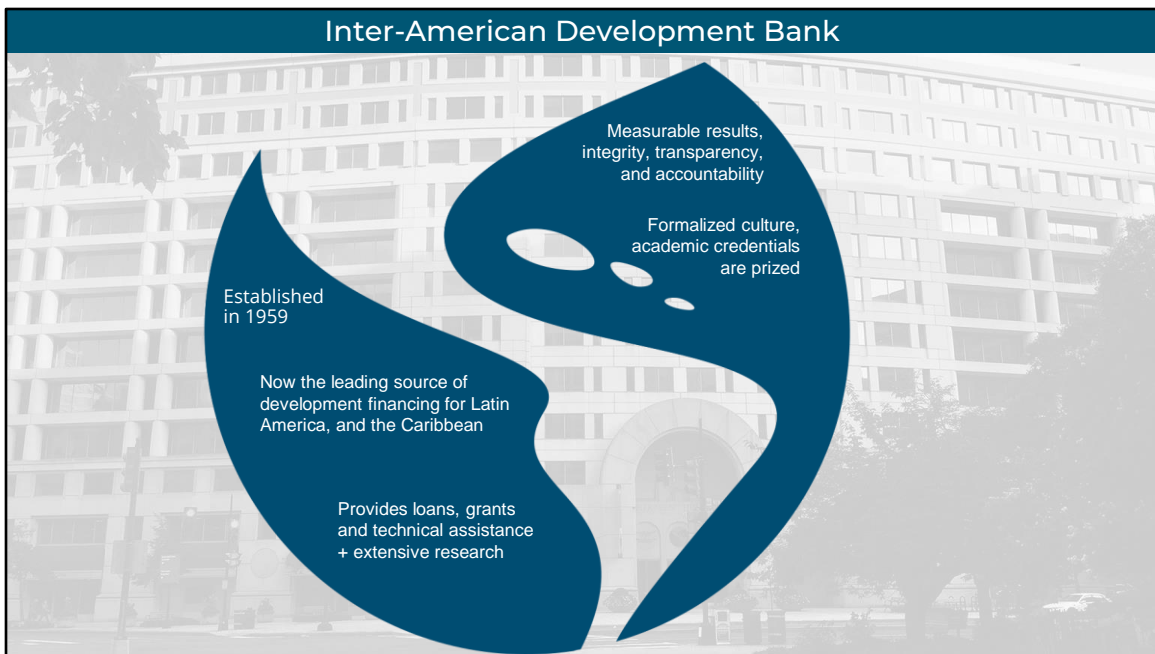 Inter-American Development Bank
Measurable results,
integrity, transparency,
and accountability
Formalized culture,
academic credentials
are prized
Established
in 1959
Now the leading source of
development financing for Latin
America, and the Caribbean
Provides loans, grants
and technical assistance
+ extensive research